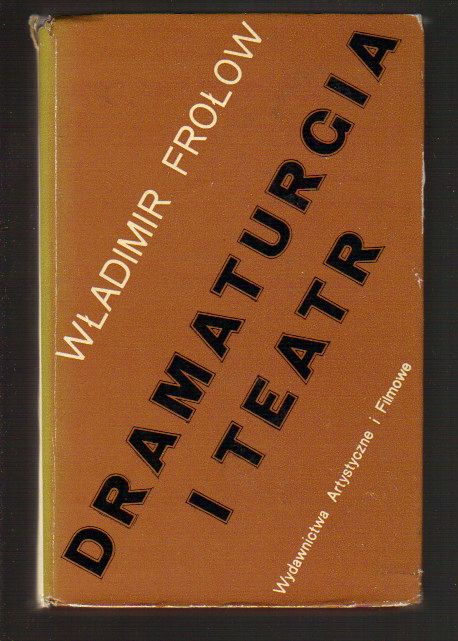 WŁADIMIR FROŁOW
DRAMATURGIA
I TEATR
Wydawnictwa Artystyczne i Filmowe